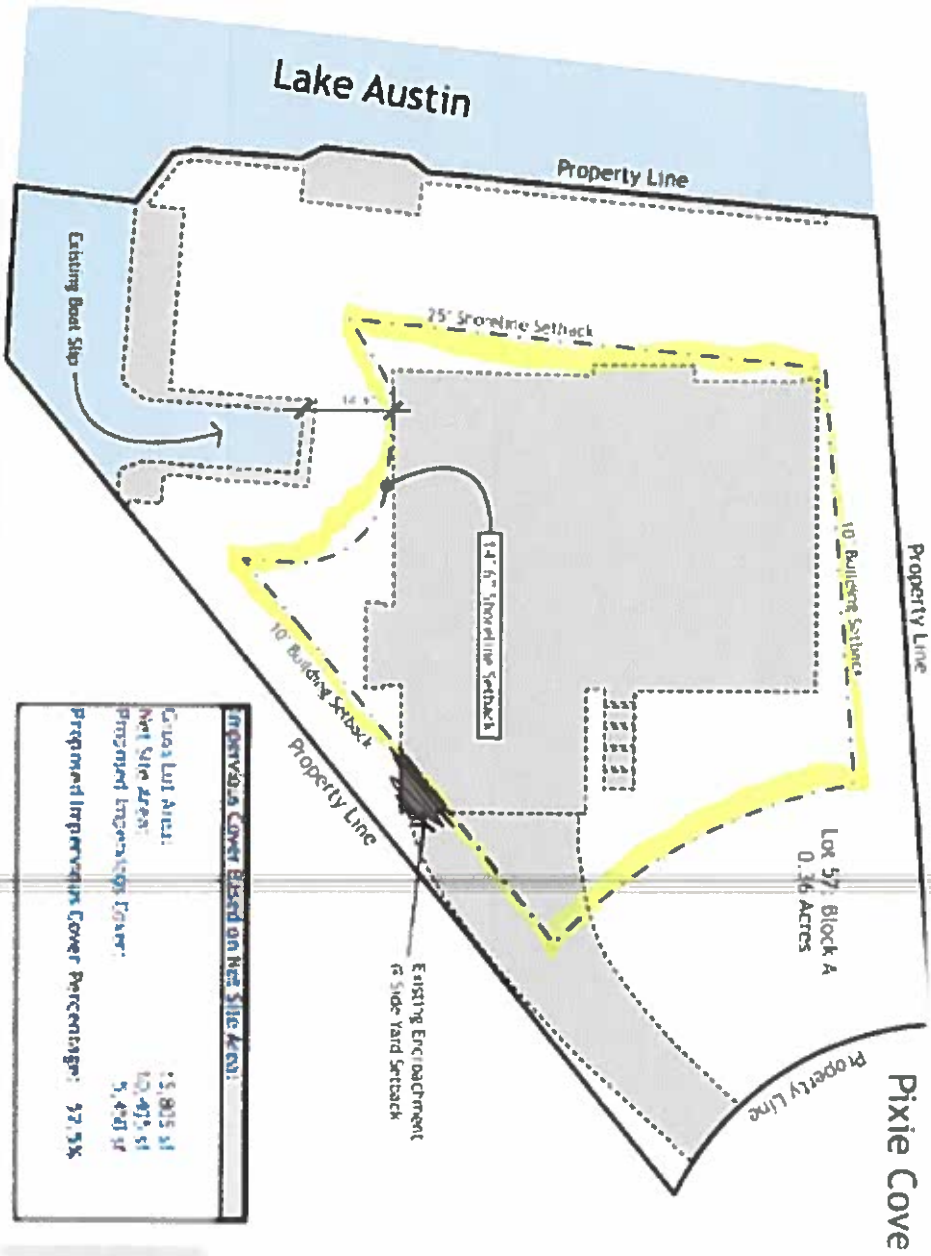 Lake Austin
Property Line
Existing Boat Slip
25' Shoreline Setback
14' 6" Shoreline Setback
10' Building Setback
Property Line
Lot 57, Block A
0.36 Acres
10' Building Setback
Property Line
Existing Encroachment
@ Side Yard Setback
Property Line
Pixie Cove
Impervious Cover Based on Net Site Area:
Gross Lot Area:
Net Site Area:
Proposed Impervious Cover:
Proposed Impervious Cover Percentage: